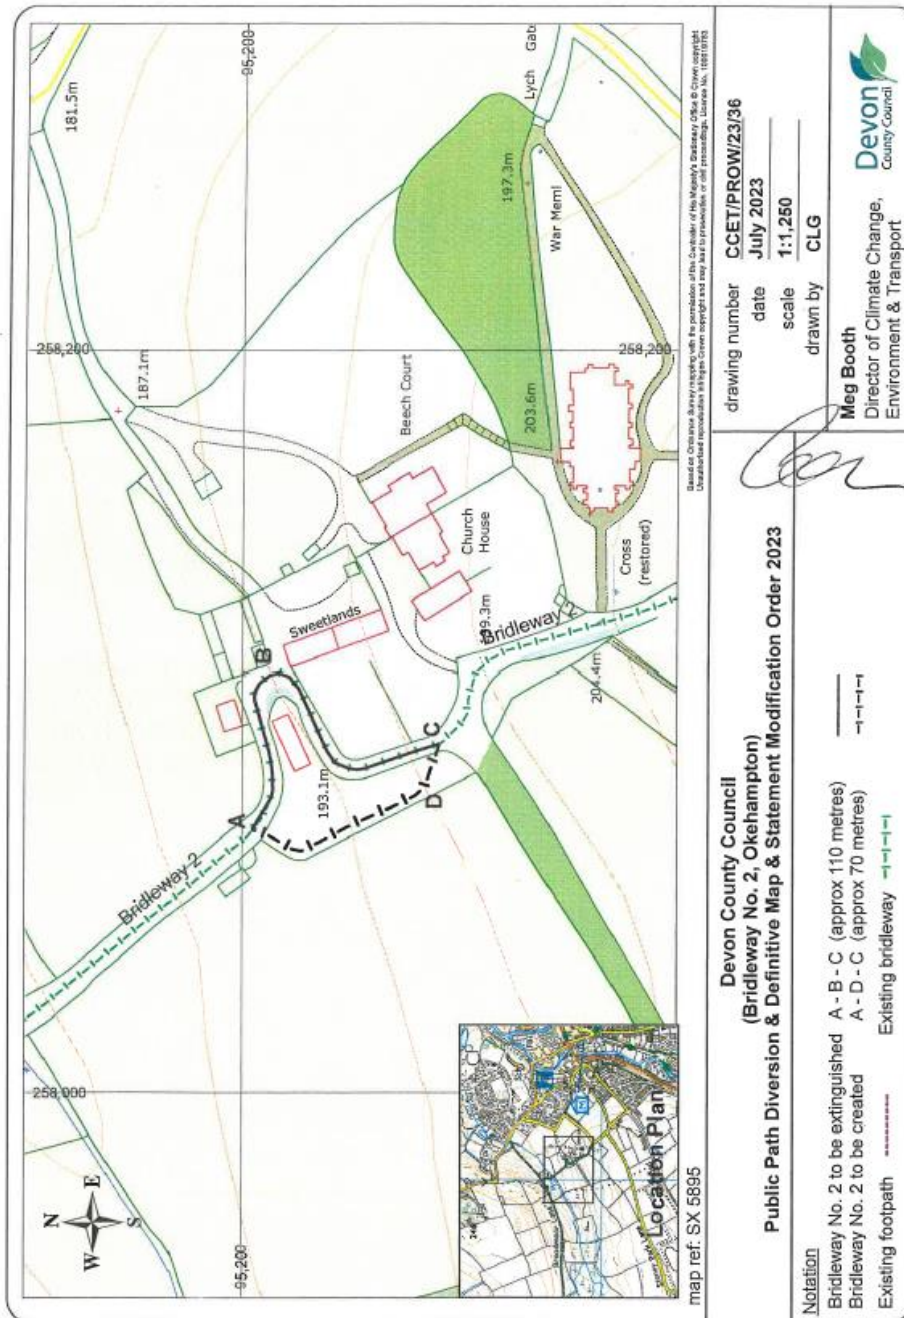 N
W E
S
258,000
258,200
95,200
181.5m
187.1m
Bridleway 2
A
B
Sweetlands
193.1m
D
C
Beech Court
Church
House
199.3m
Bridleway 2
203.6m
197.3m
Lych Gate
War Meml
Cross
(restored)
204.4m
95,200
258,200
Location Plan
map ref: SX 5895
Devon County Council
(Bridleway No. 2, Okehampton)
Public Path Diversion & Definitive Map & Statement Modification Order 2023
Notation
Bridleway No. 2 to be extinguished A - B - C (approx 110 metres)
Bridleway No. 2 to be created A - D - C (approx 70 metres)
Existing footpath
Existing bridleway
drawing number CCET/PROW/23/36
date July 2023
scale 1:1,250
drawn by CLG
Meg Booth
Director of Climate Change,
Environment & Transport
Devon
County Council